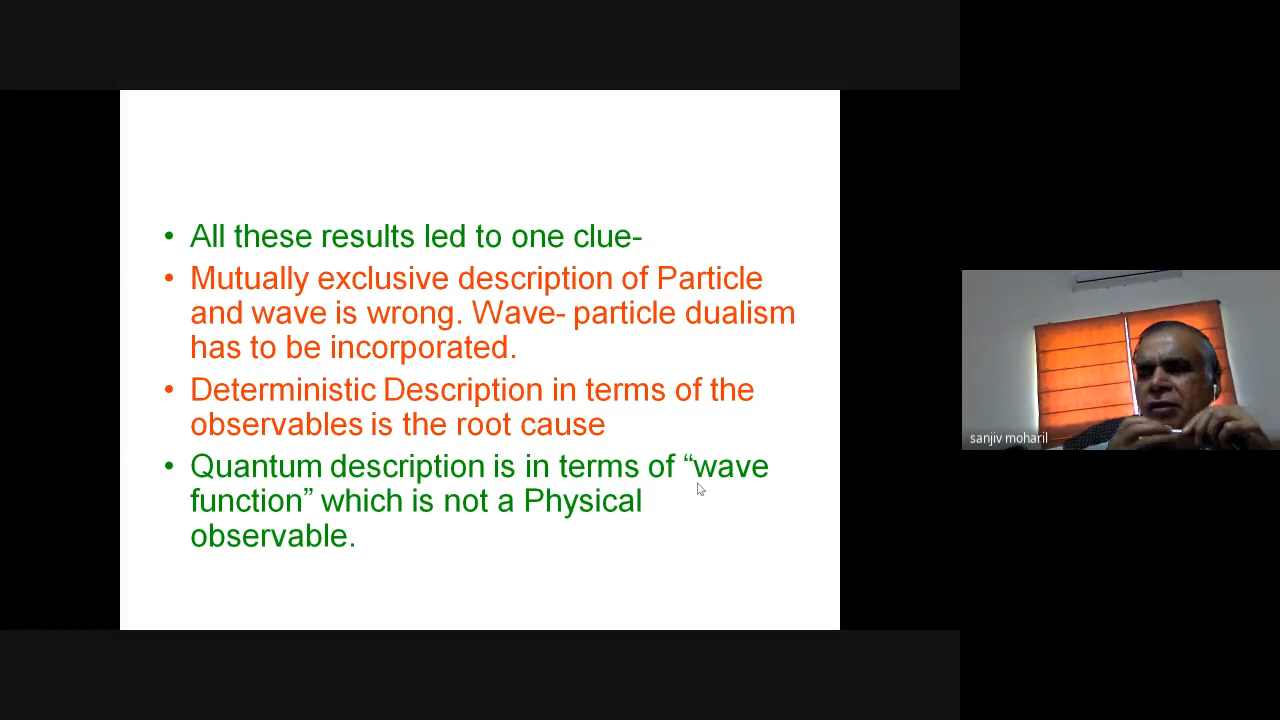 • All these results led to one clue-
• Mutually exclusive description of Particle
and wave is wrong. Wave- particle dualism
has to be incorporated.
• Deterministic Description in terms of the
observables is the root cause
• Quantum description is in terms of “wave
function” which is not a Physical
observable.
sanjiv moharil